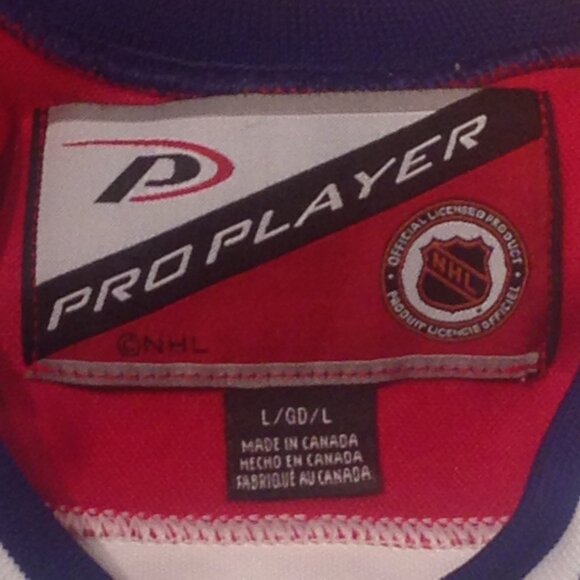 P
PRO PLAYER
OFFICIAL LICENSED PRODUCT
NHL
PRODUIT LICENCIÉ OFFICIEL
©NHL
L/GD/L
MADE IN CANADA
HECHO EN CANADA
FABRIQUÉ AU CANADA